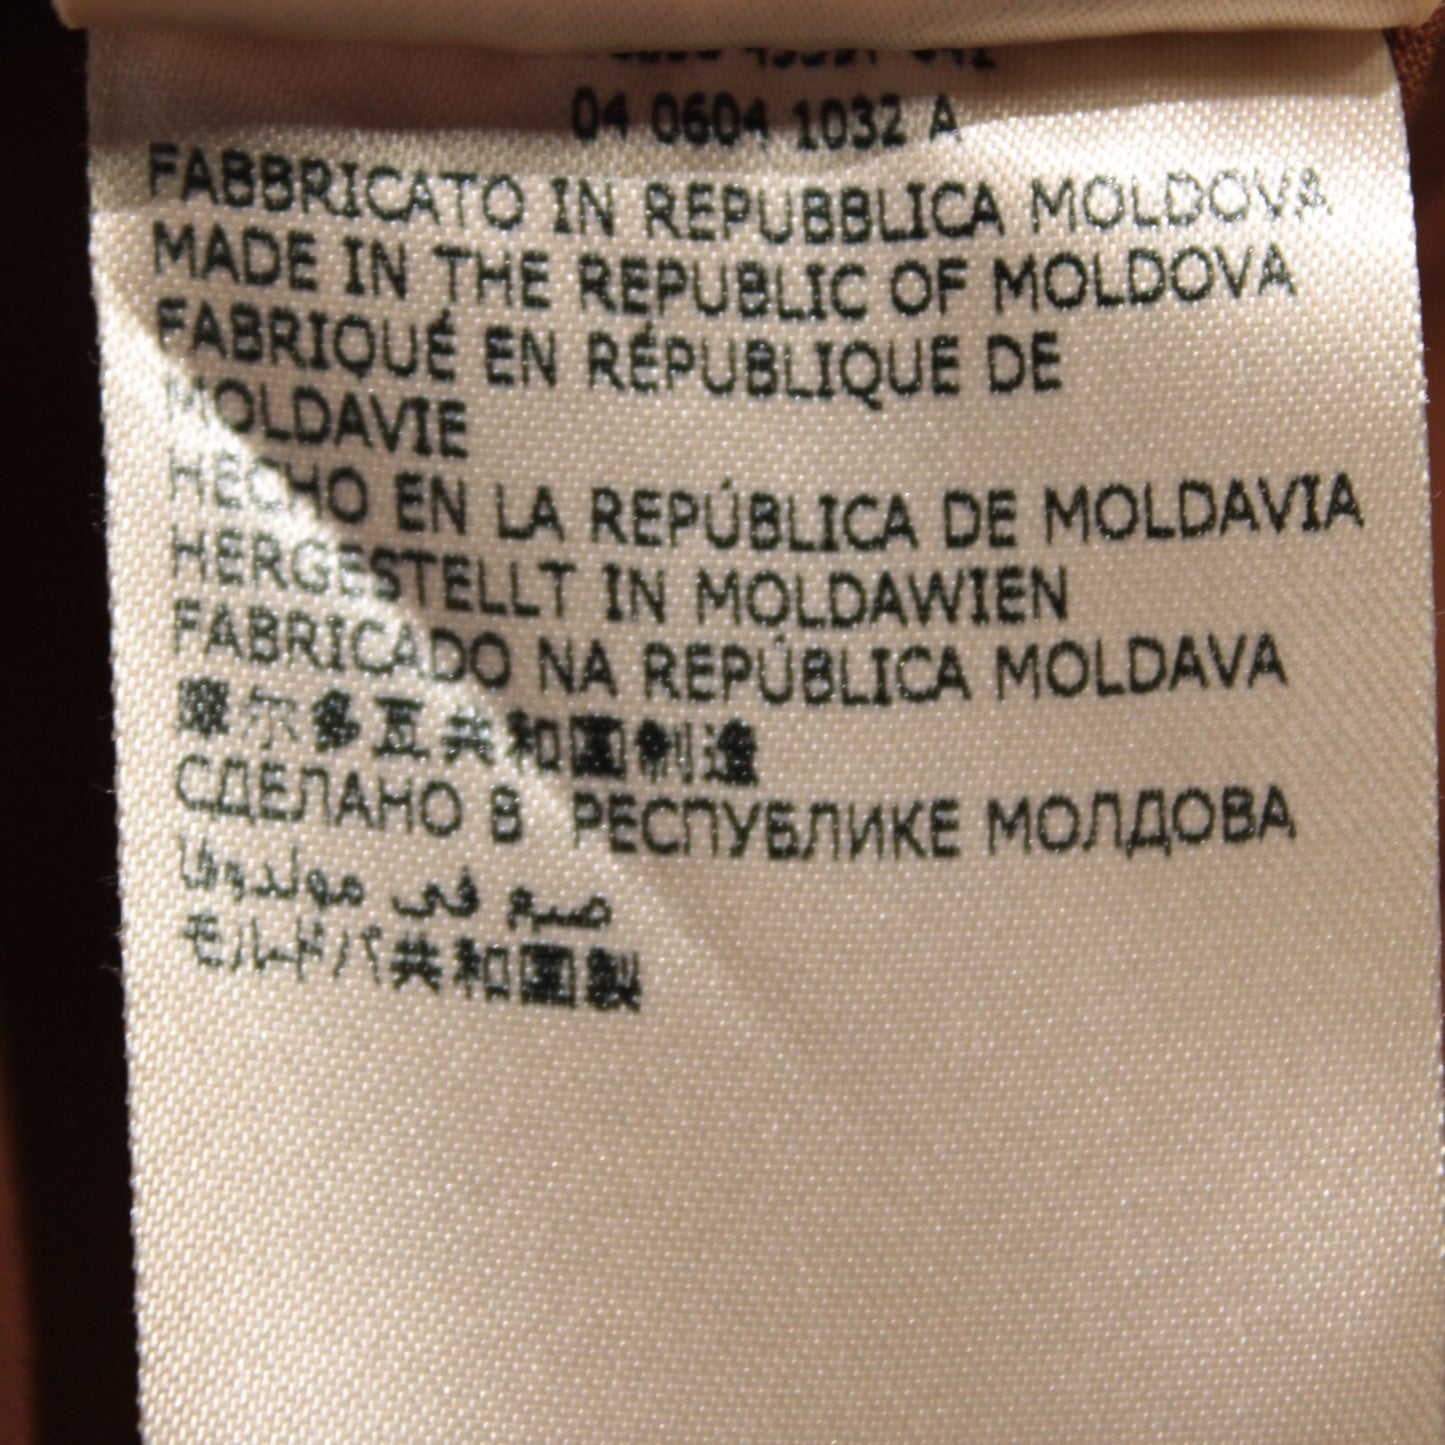 04 0604 1032 A
FABBRICATO IN REPUBBLICA MOLDOVA
MADE IN THE REPUBLIC OF MOLDOVA
FABRIQUÉ EN RÉPUBLIQUE DE
MOLDAVIE
HECHO EN LA REPÚBLICA DE MOLDAVIA
HERGESTELLT IN MOLDAWIEN
FABRICADO NA REPÚBLICA MOLDAVA
摩尔多瓦共和国制造
СДЕЛАНО В РЕСПУБЛИКЕ МОЛДОВА
صنع في مولدوفا
モルドバ共和国製